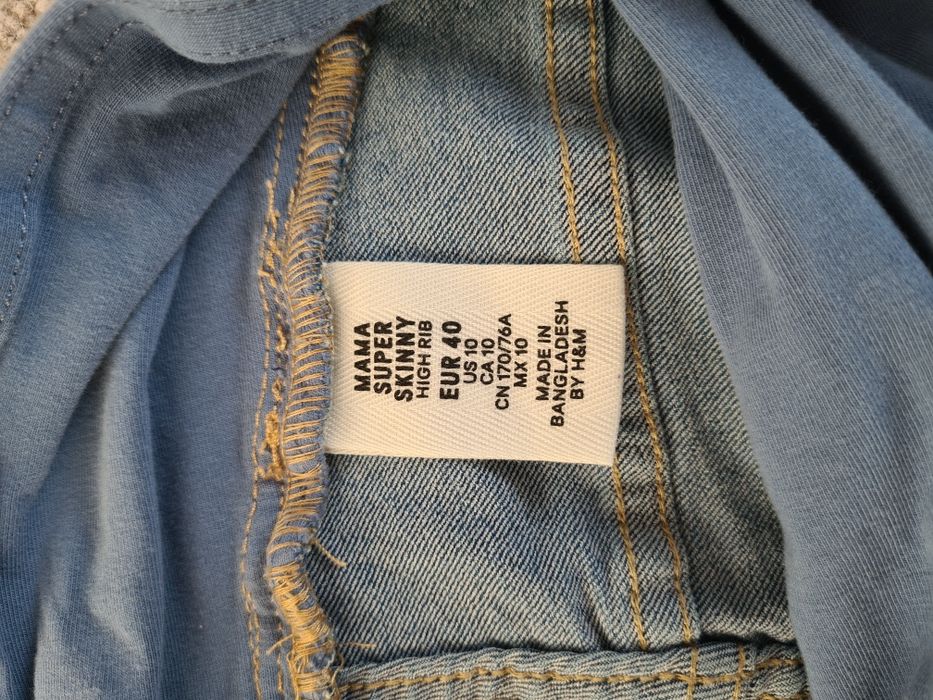 MAMA
SUPER
SKINNY
HIGH RIB
EUR 40
US 10
CA 10
CN 170/76A
MX 10
MADE IN
BANGLADESH
BY H&M